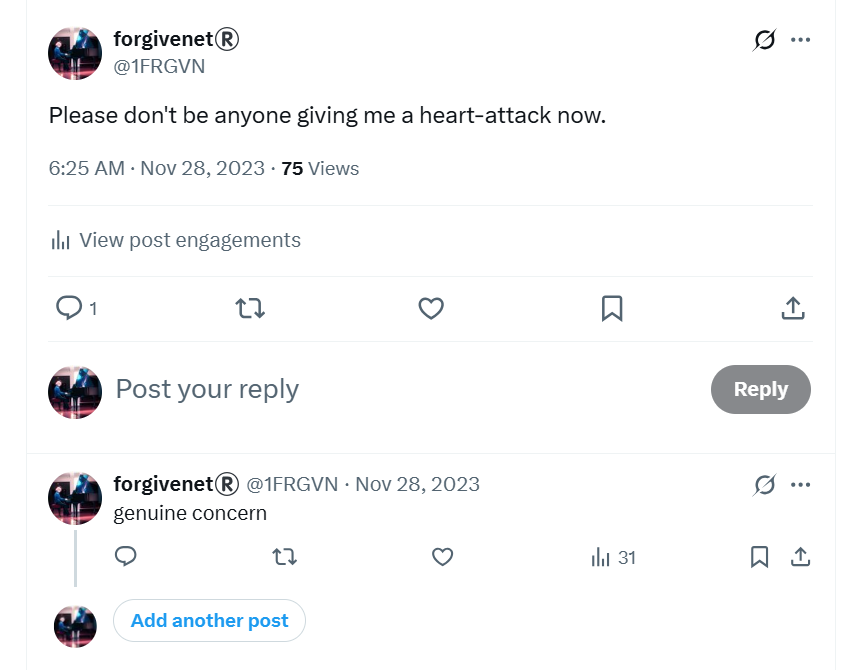 forgivenet®
@1FRGVN
Please don't be anyone giving me a heart-attack now.
6:25 AM · Nov 28, 2023 · 75 Views
View post engagements
1
Post your reply
Reply
forgivenet® @1FRGVN · Nov 28, 2023
genuine concern
31
Add another post